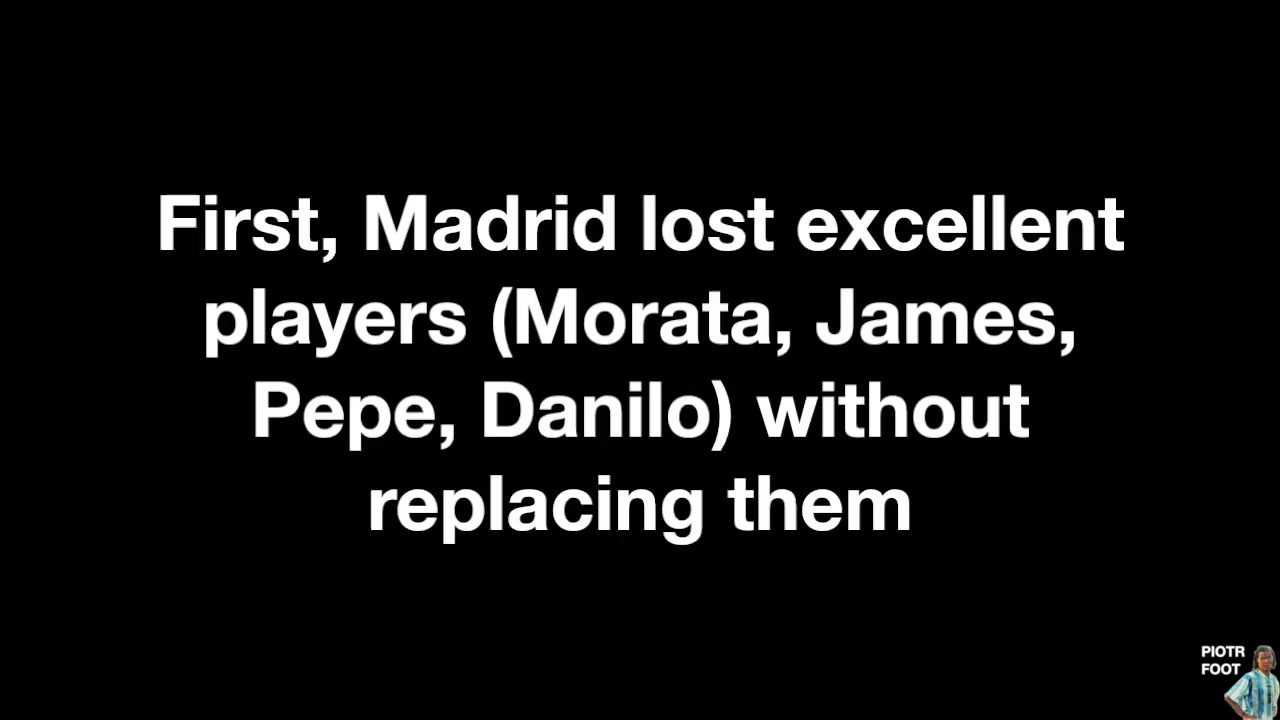 First, Madrid lost excellent
players (Morata, James,
Pepe, Danilo) without
replacing them
PIOTR
FOOT